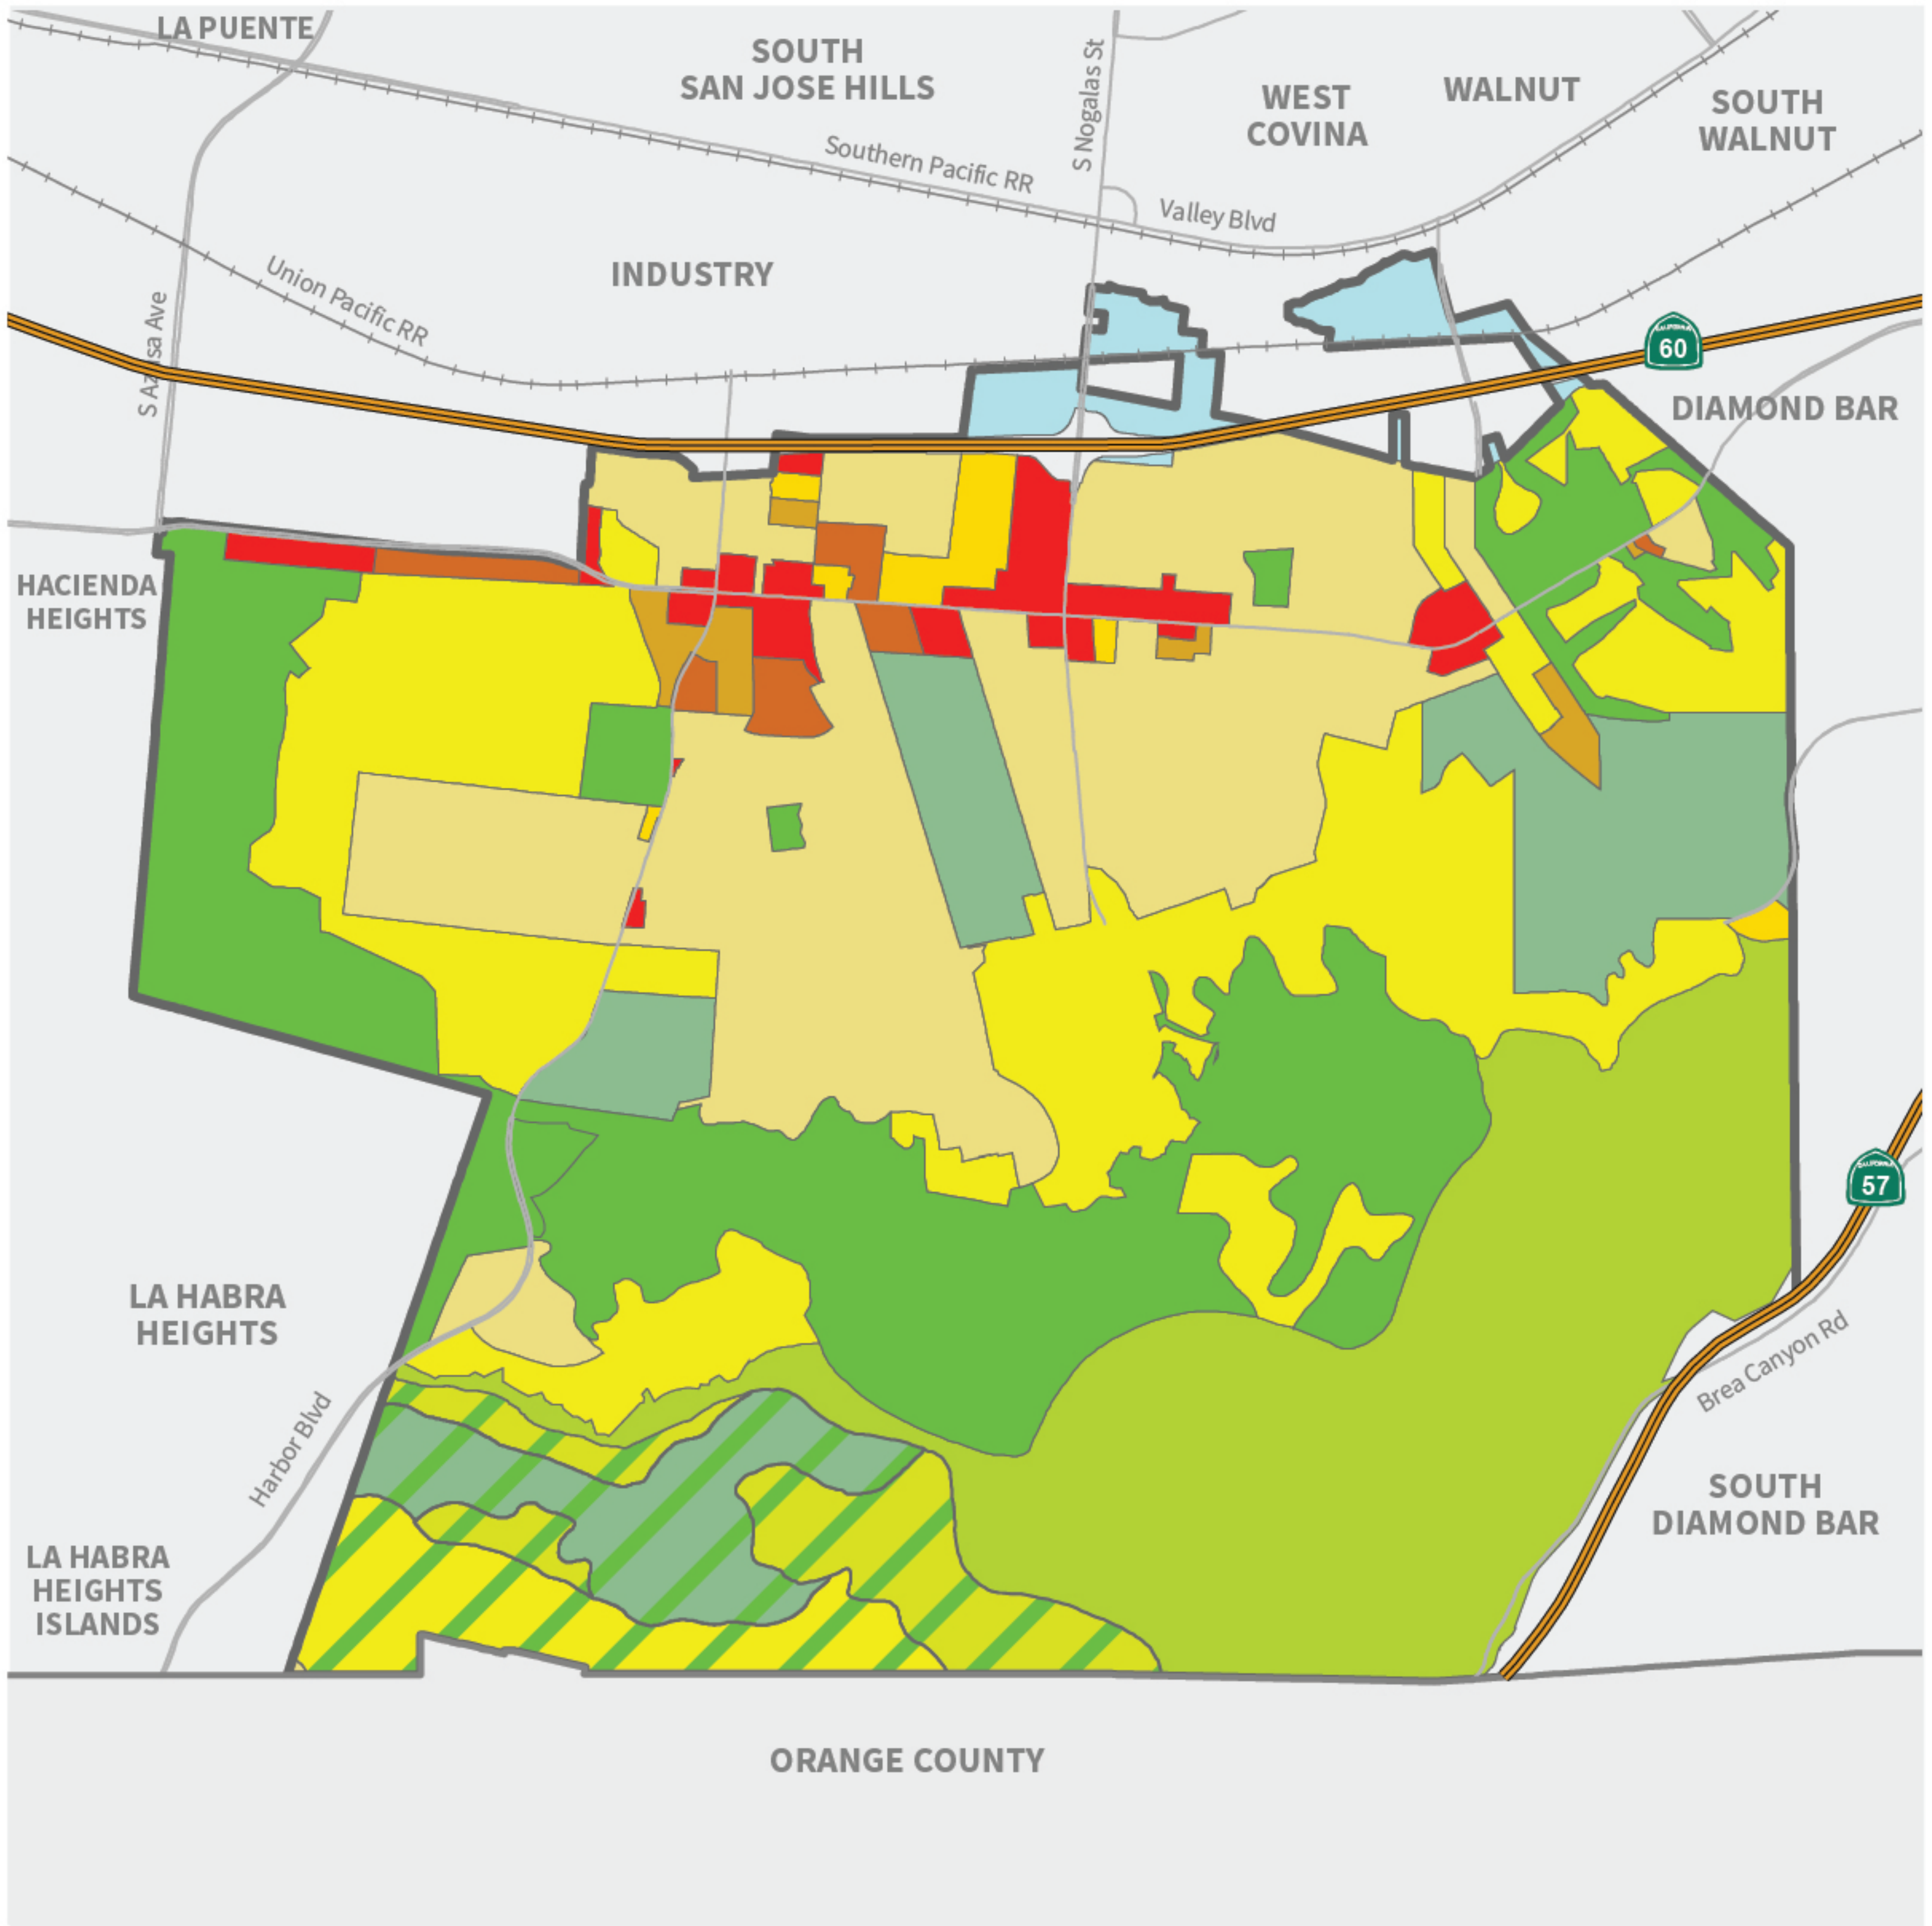 LA PUENTE
SOUTH
SAN JOSE HILLS
S Nogalas St
WEST
COVINA
WALNUT
SOUTH
WALNUT
Southern Pacific RR
Valley Blvd
INDUSTRY
Union Pacific RR
S Azusa Ave
CALIFORNIA
60
DIAMOND BAR
HACIENDA
HEIGHTS
CALIFORNIA
57
LA HABRA
HEIGHTS
Brea Canyon Rd
Harbor Blvd
SOUTH
DIAMOND BAR
LA HABRA
HEIGHTS
ISLANDS
ORANGE COUNTY